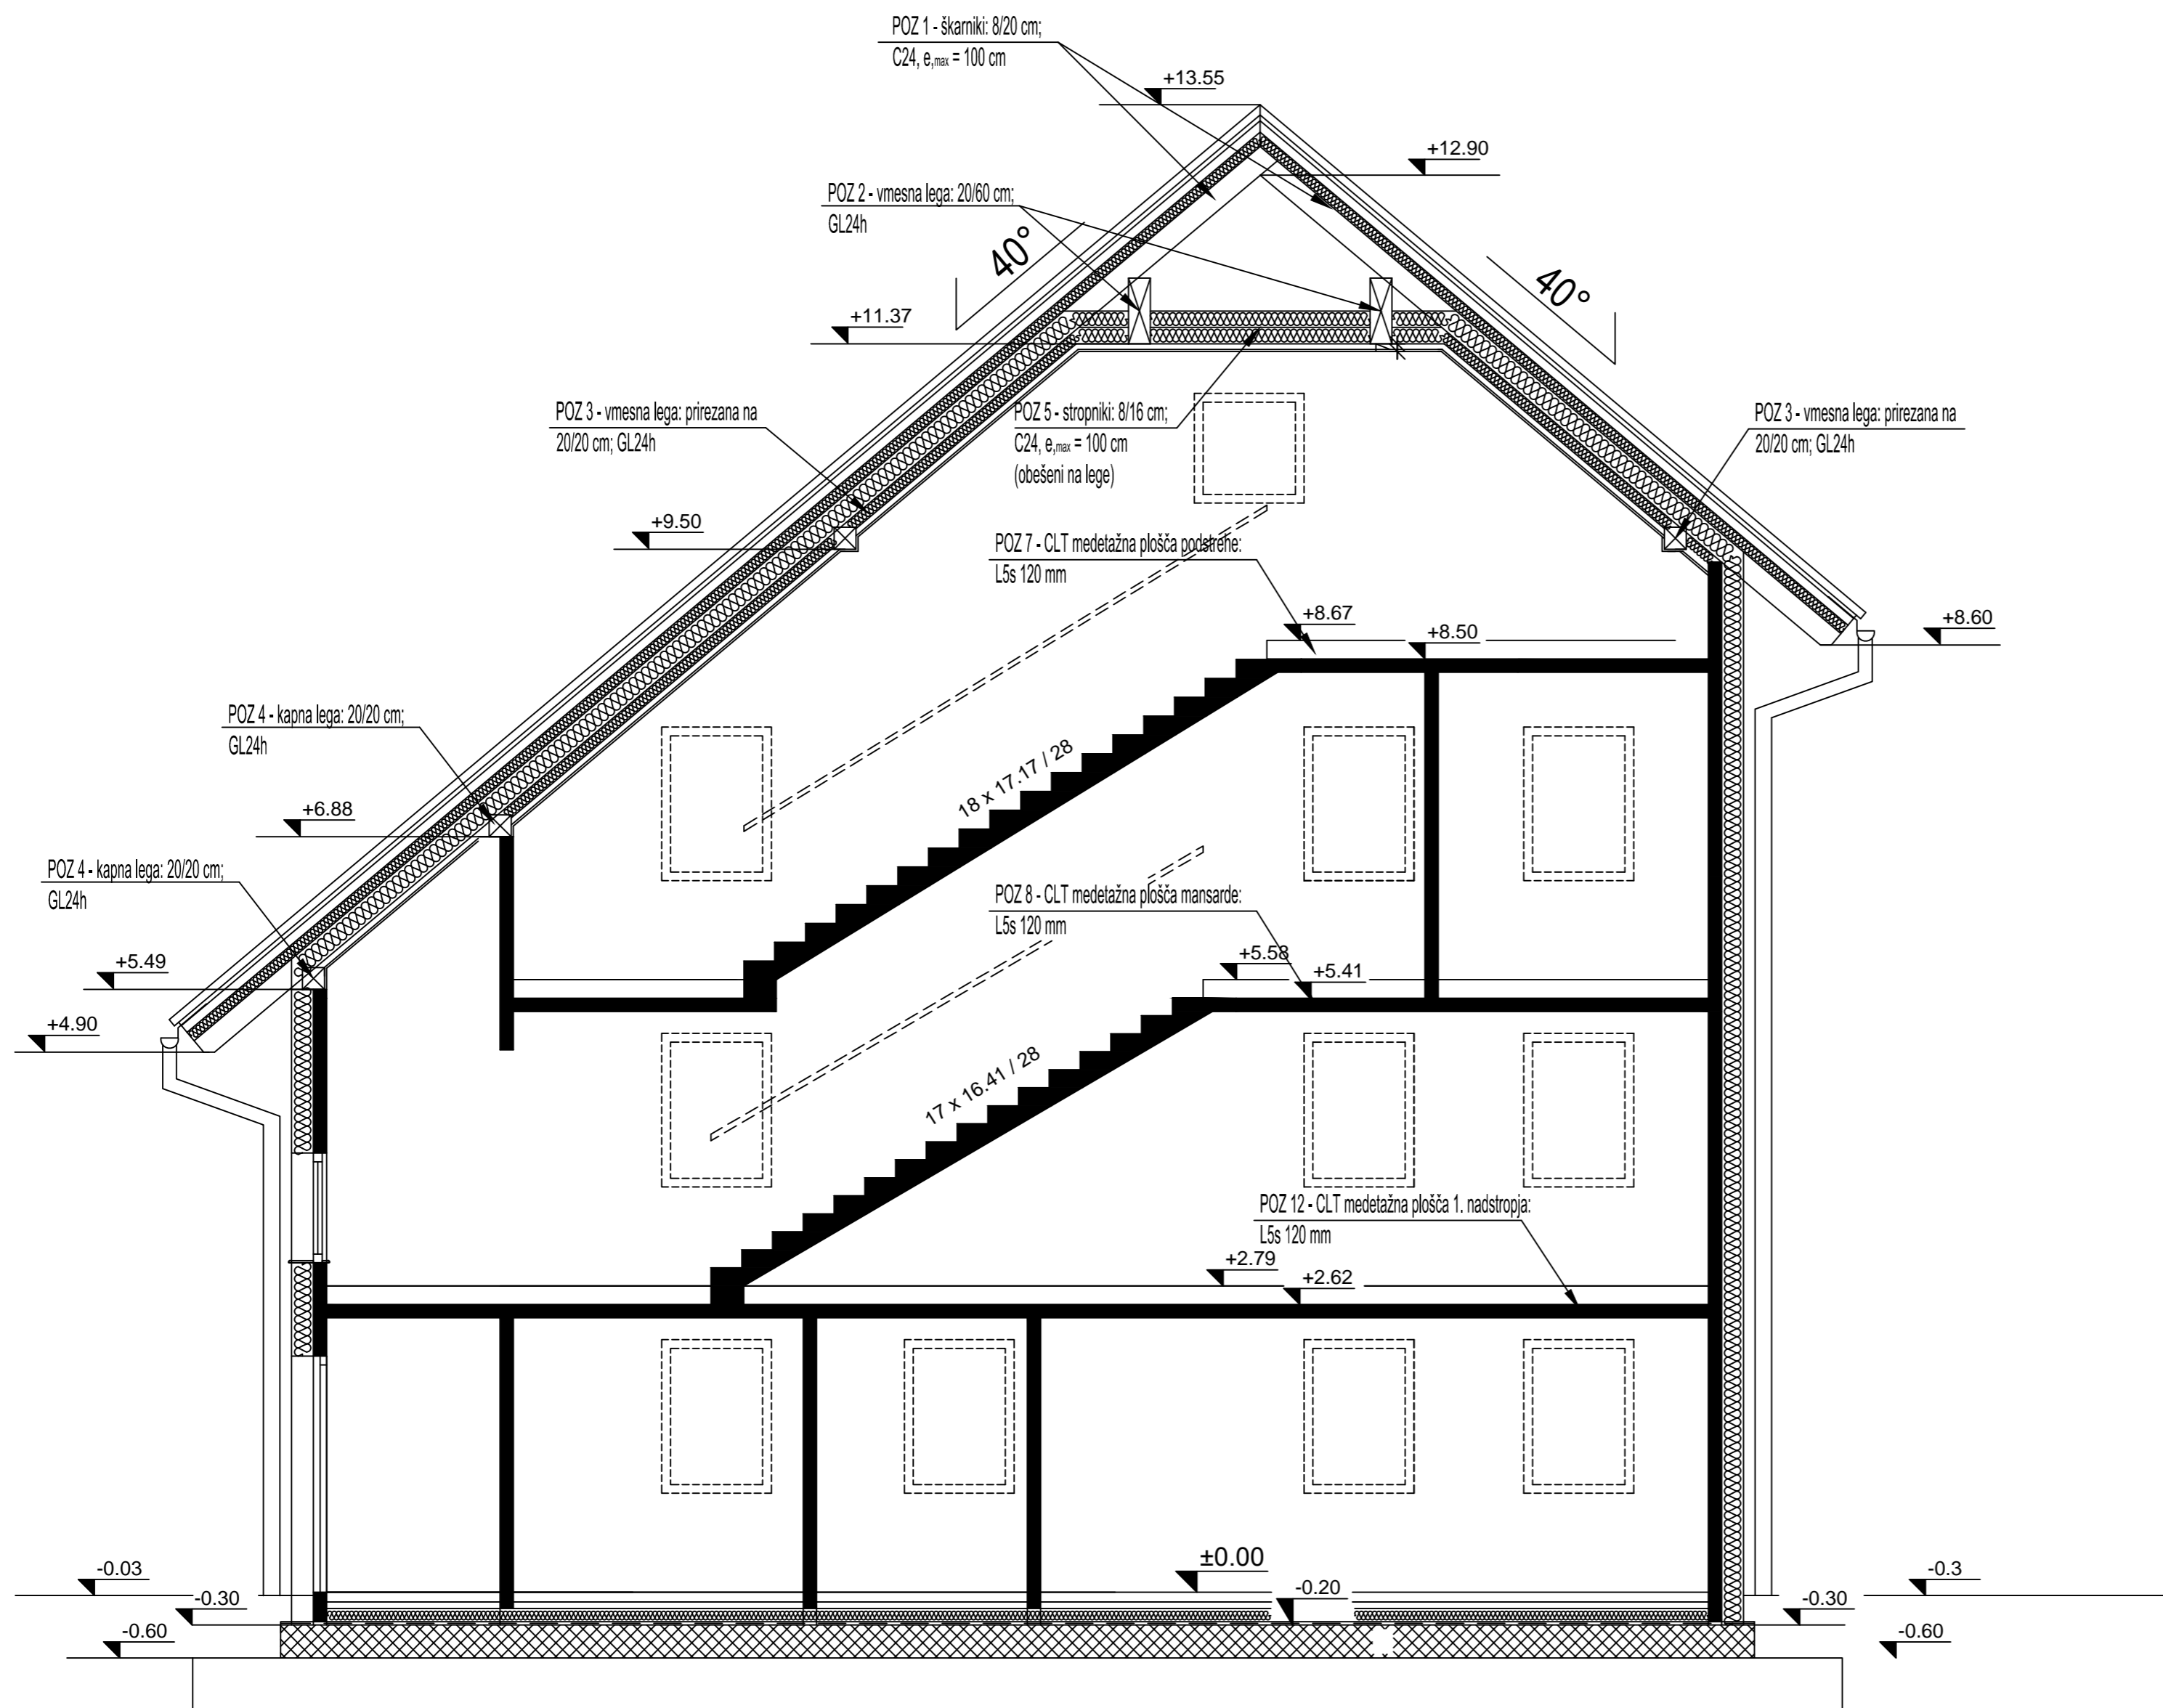 POZ 1 - škarniki: 8/20 cm;
C24, e,max = 100 cm
+13.55
+12.90
POZ 2 - vmesna lega: 20/60 cm;
GL24h
40°
40°
+11.37
POZ 3 - vmesna lega: prirezana na
20/20 cm; GL24h
POZ 5 - stropniki: 8/16 cm;
C24, e,max = 100 cm
(obešeni na lege)
POZ 3 - vmesna lega: prirezana na
20/20 cm; GL24h
+9.50
POZ 7 - CLT medetažna plošča podstrehe:
L5s 120 mm
+8.67
+8.50
+8.60
POZ 4 - kapna lega: 20/20 cm;
GL24h
18 x 17.17 / 28
+6.88
POZ 4 - kapna lega: 20/20 cm;
GL24h
POZ 8 - CLT medetažna plošča mansarde:
L5s 120 mm
+5.49
+5.58
+5.41
+4.90
17 x 16.41 / 28
POZ 12 - CLT medetažna plošča 1. nadstropja:
L5s 120 mm
+2.79
+2.62
-0.03
±0.00
-0.3
-0.30
-0.20
-0.30
-0.60
-0.60